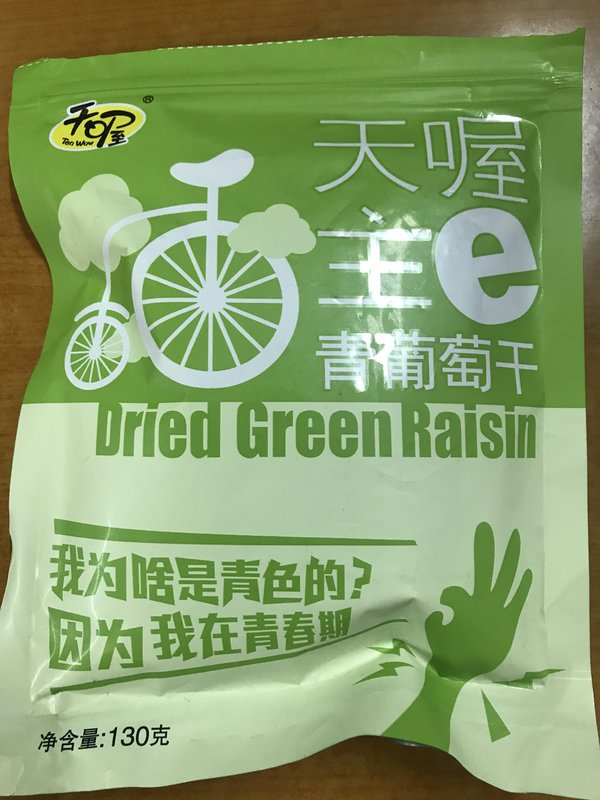 天喔
Ten Wow
®
天喔
主e
青葡萄干
Dried Green Raisin
我为啥是青色的?
因为我在青春期
净含量:130克